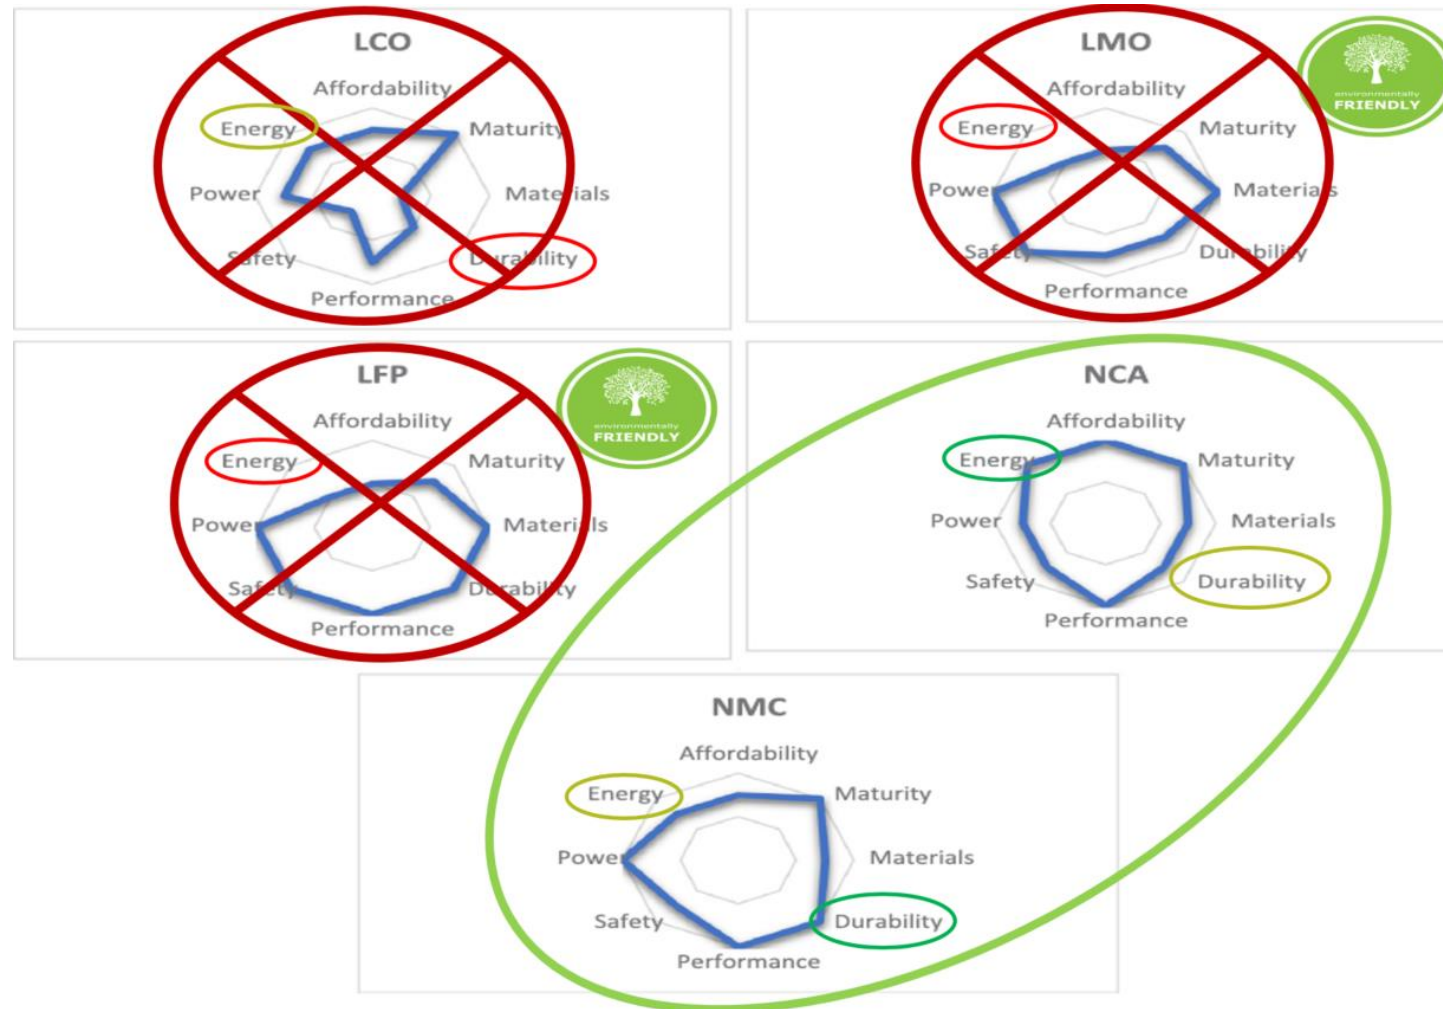 LCO
Affordability
Energy
Maturity
Power
Materials
Safety
Durability
Performance
LMO
environmentally
FRIENDLY
Affordability
Energy
Maturity
Power
Materials
Safety
Durability
Performance
LFP
environmentally
FRIENDLY
Affordability
Energy
Maturity
Power
Materials
Safety
Durability
Performance
NCA
Affordability
Energy
Maturity
Power
Materials
Safety
Durability
Performance
NMC
Affordability
Energy
Maturity
Power
Materials
Safety
Durability
Performance